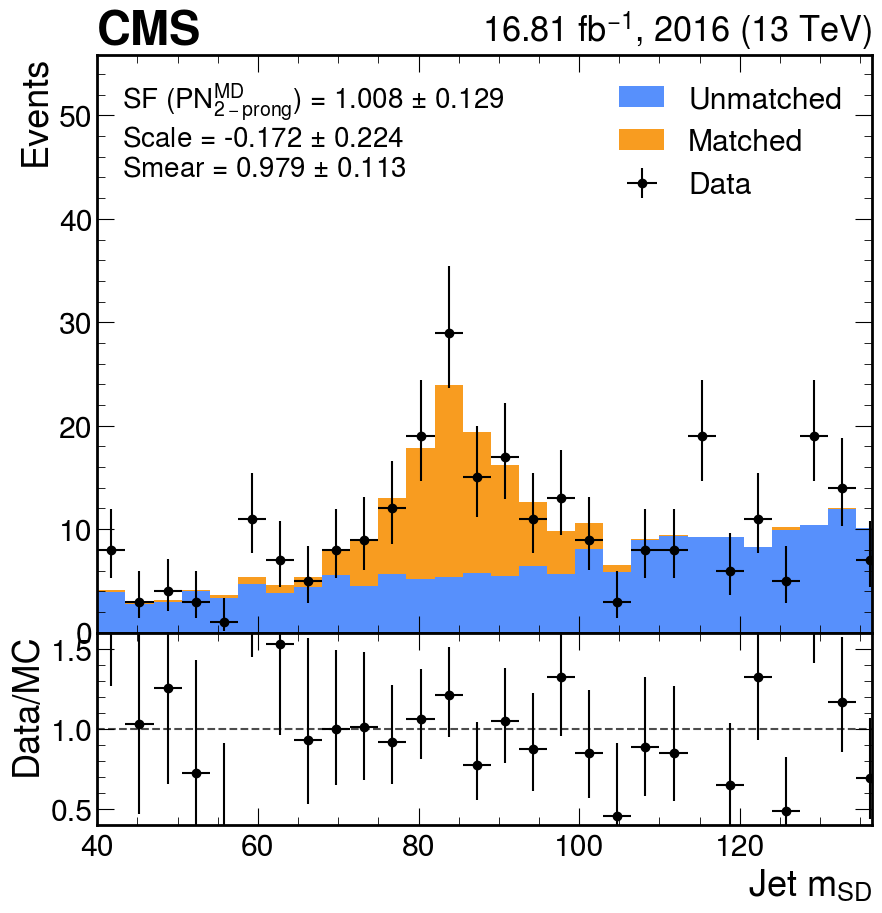 CMS 16.81 fb⁻¹, 2016 (13 TeV)
Events
SF (PN^MD_2−prong) = 1.008 ± 0.129
Scale = -0.172 ± 0.224
Smear = 0.979 ± 0.113
Unmatched
Matched
Data
50
40
30
20
10
0
Data/MC
1.5
1.0
0.5
40 60 80 100 120
Jet m_SD